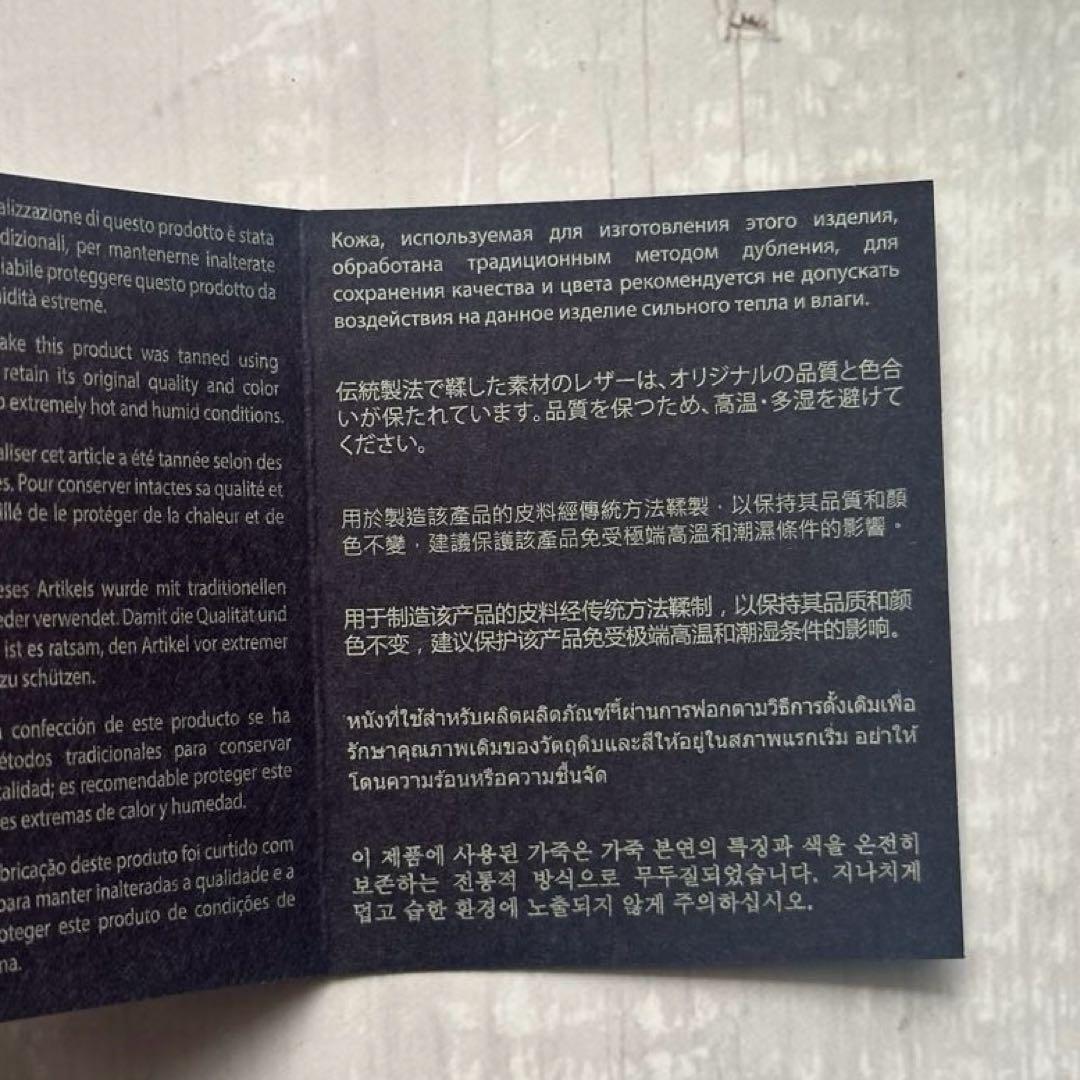 di questo prodotto è stata
per mantenerne inalterate
proteggere questo prodotto da
estreme.
this product was tanned using
retain its original quality and color
extremely hot and humid conditions.
cet article a été tannée selon des
Pour conserver intactes sa qualité et
de le protéger de la chaleur et de
Artikels wurde mit traditionellen
verwendet. Damit die Qualität und
ist es ratsam, den Artikel vor extremer
zu schützen.
confección de este producto se ha
tradicionales para conservar
es recomendable proteger este
extremas de calor y humedad.
deste produto foi curtido com
para manter inalteradas a qualidade e a
este produto de condições de
Кожа, используемая для изготовления этого изделия,
обработана традиционным методом дубления, для
сохранения качества и цвета рекомендуется не допускать
воздействия на данное изделие сильного тепла и влаги.
伝統製法で鞣した素材のレザーは、オリジナルの品質と色合
いが保たれています。品質を保つため、高温・多湿を避けて
ください。
用於製造該產品的皮料經傳統方法鞣製，以保持其品質和顏
色不變，建議保護該產品免受極端高溫和潮濕條件的影響。
用于制造该产品的皮料经传统方法鞣制，以保持其品质和颜
色不变，建议保护该产品免受极端高温和潮湿条件的影响。
หนังที่ใช้สำหรับผลิตผลิตภัณฑ์ๆี้ผ่านการฟอกตามวิธีการดั้งเดิมเพื่อ
รักษาคุณภาพเดิมของวัตถุดิบและสีให้อยู่ในสภาพแรกเริ่ม อย่าให้
โดนความร้อนหรือความชื้นจัด
이 제품에 사용된 가죽은 가죽 본연의 특징과 색을 온전히
보존하는 전통적 방식으로 무두질되었습니다. 지나치게
덥고 습한 환경에 노출되지 않게 주의하십시오.